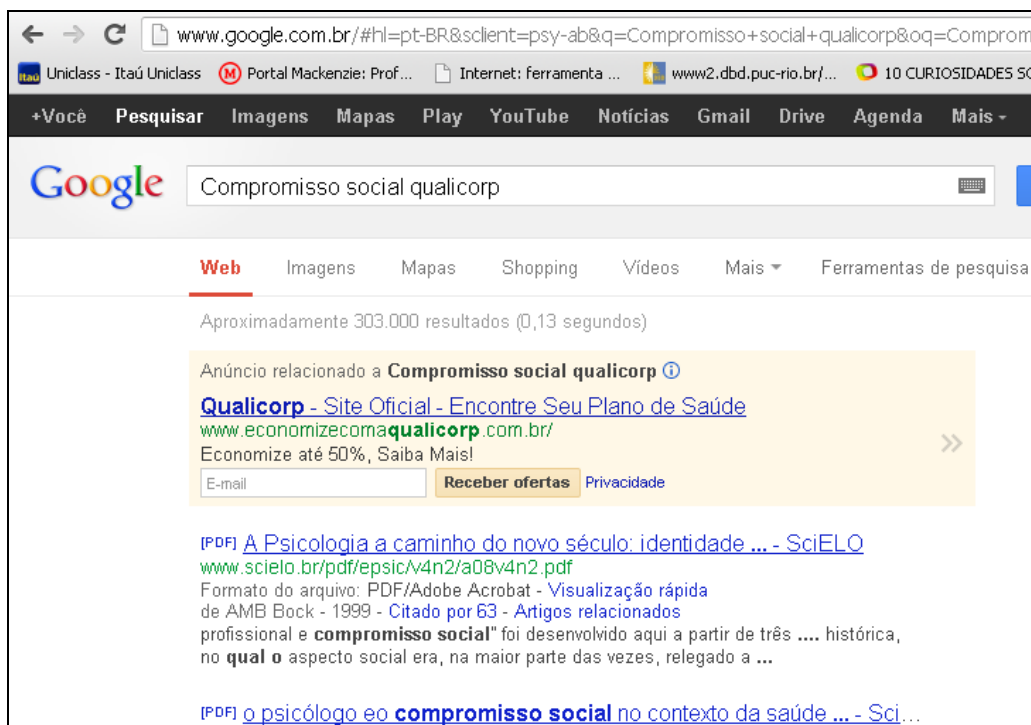 www.google.com.br/#hl=pt-BR&sclient=psy-ab&q=Compromisso+social+qualicorp&oq=Comprom
Itaú Uniclass - Itaú Uniclass M Portal Mackenzie: Prof... Internet: ferramenta ... www2.dbd.puc-rio.br/... 10 CURIOSIDADES SO
+Você Pesquisar Imagens Mapas Play YouTube Notícias Gmail Drive Agenda Mais
Google Compromisso social qualicorp
Web Imagens Mapas Shopping Vídeos Mais Ferramentas de pesquisa
Aproximadamente 303.000 resultados (0,13 segundos)
Anúncio relacionado a Compromisso social qualicorp
Qualicorp - Site Oficial - Encontre Seu Plano de Saúde
www.economizecomaqualicorp.com.br/
Economize até 50%, Saiba Mais!
E-mail Receber ofertas Privacidade
[PDF] A Psicologia a caminho do novo século: identidade ... - SciELO
www.scielo.br/pdf/epsic/v4n2/a08v4n2.pdf
Formato do arquivo: PDF/Adobe Acrobat - Visualização rápida
de AMB Bock - 1999 - Citado por 63 - Artigos relacionados
profissional e compromisso social" foi desenvolvido aqui a partir de três .... histórica,
no qual o aspecto social era, na maior parte das vezes, relegado a ...
[PDF] o psicólogo eo compromisso social no contexto da saúde ... - Sci...